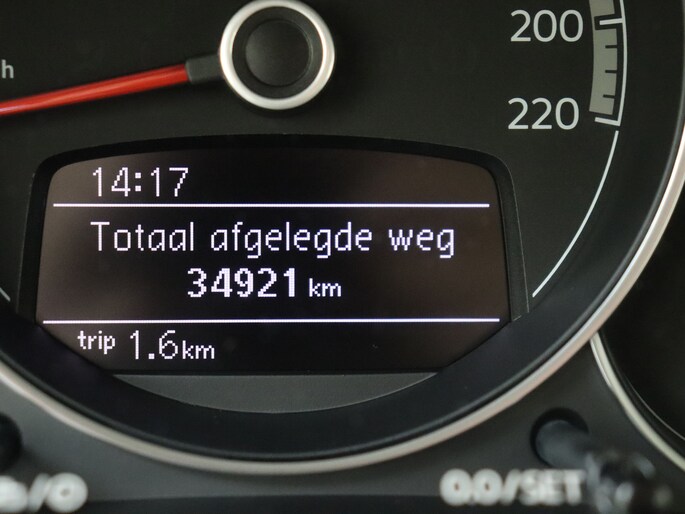 200
h
220
14:17
Totaal afgelegde weg
34921 km
trip 1.6km
0.0/SET